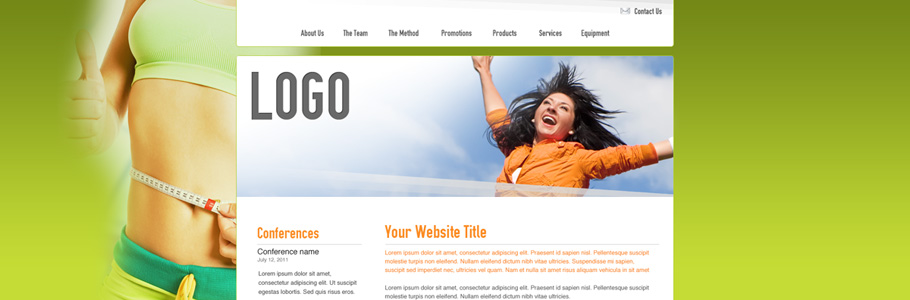 Contact Us
About Us The Team The Method Promotions Products Services Equipment
LOGO
Conferences
Conference name
July 12, 2011
Lorem ipsum dolor sit amet,
consectetur adipiscing elit. Ut suscipit
egestas lobortis. Sed quis risus eros.
Your Website Title
Lorem ipsum dolor sit amet, consectetur adipiscing elit. Praesent id sapien nisl. Pellentesque suscipit
molestie turpis non eleifend. Nullam eleifend dictum nibh vitae ultricies. Suspendisse mi sapien,
suscipit sed imperdiet nec, ultricies vel quam. Nam et nulla sit amet risus aliquam vehicula in sit amet
Lorem ipsum dolor sit amet, consectetur adipiscing elit. Praesent id sapien nisl. Pellentesque suscipit
molestie turpis non eleifend. Nullam eleifend dictum nibh vitae ultricies.